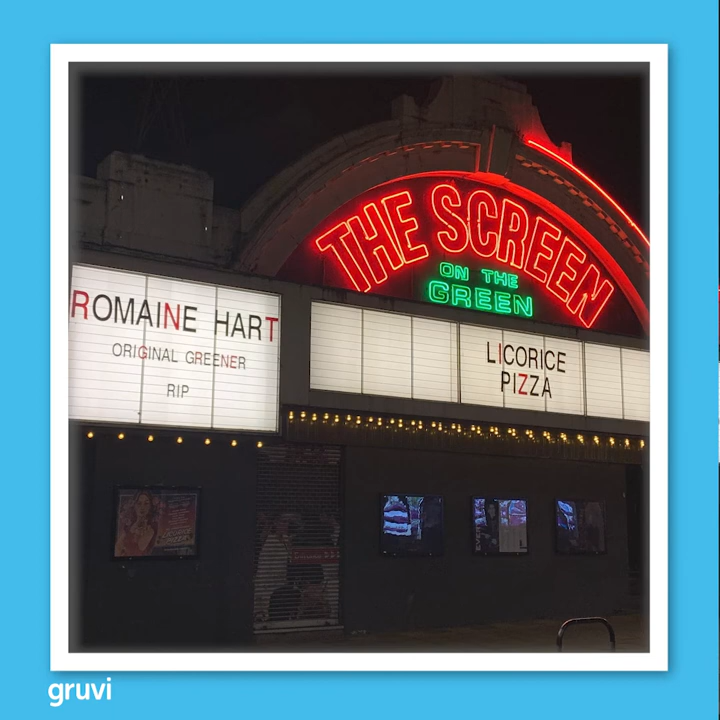 THE SCREEN
ON THE
GREEN
ROMAINE HART
ORIGINAL GREENER
RIP
LICORICE
PIZZA
gruvi